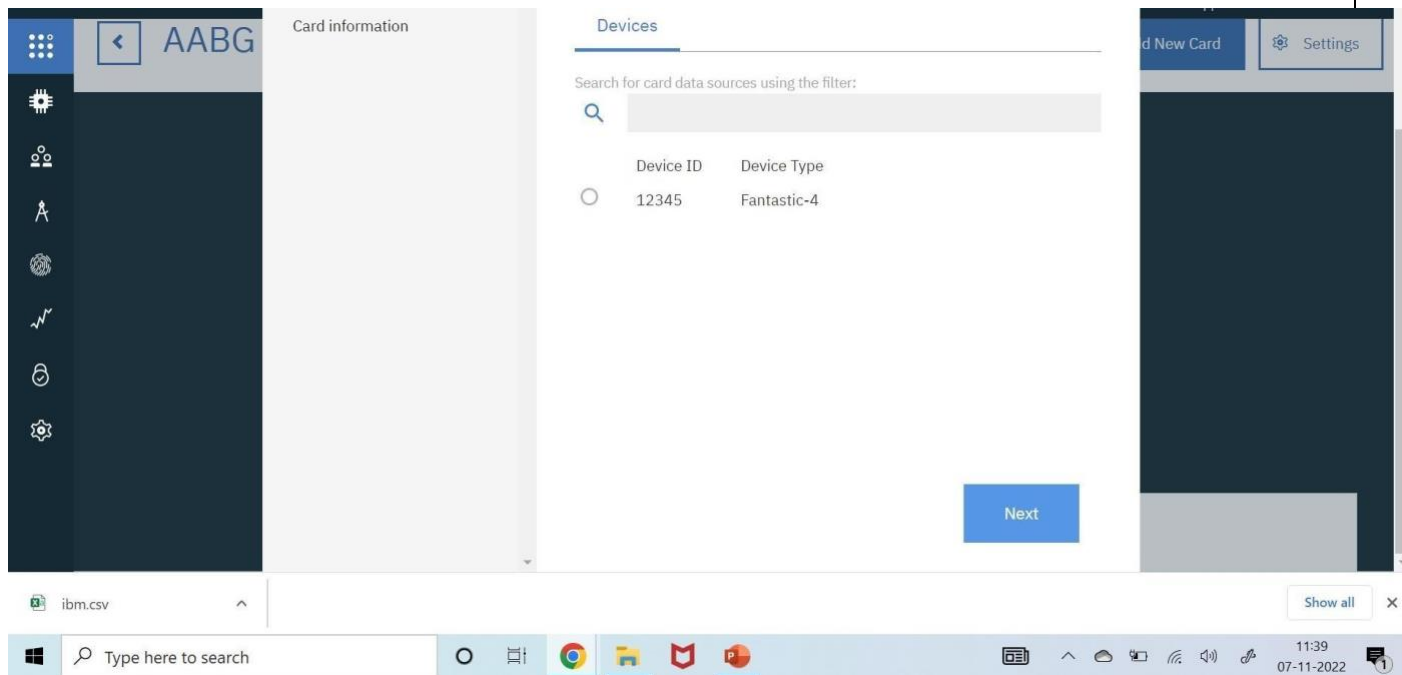 AABG
Card information
Devices
d New Card
Settings
Search for card data sources using the filter:
Device ID Device Type
12345 Fantastic-4
Next
ibm.csv
Show all
Type here to search
11:39
07-11-2022
1